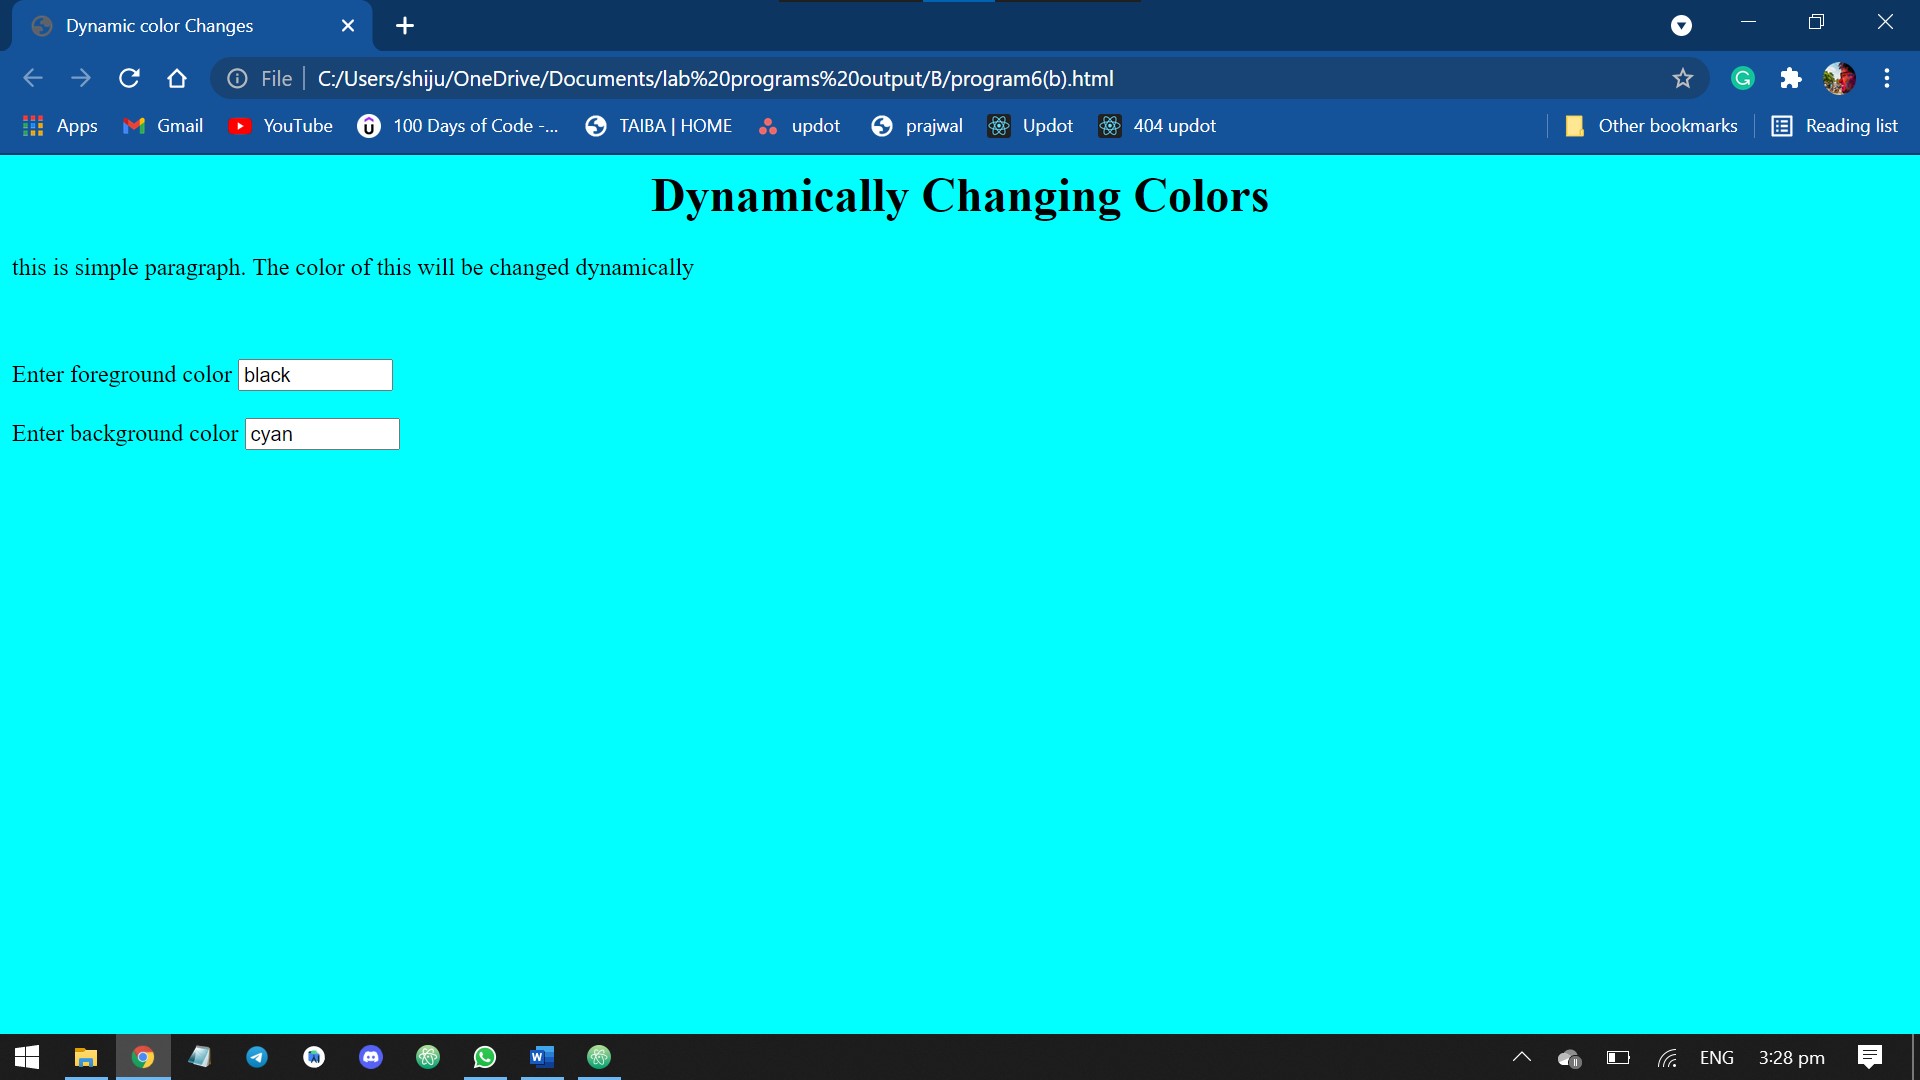 Dynamic color Changes
File C:/Users/shiju/OneDrive/Documents/lab%20programs%20output/B/program6(b).html
Apps Gmail YouTube 100 Days of Code -... TAIBA | HOME updot prajwal Updot 404 updot Other bookmarks Reading list
Dynamically Changing Colors
this is simple paragraph. The color of this will be changed dynamically
Enter foreground color black
Enter background color cyan
ENG 3:28 pm